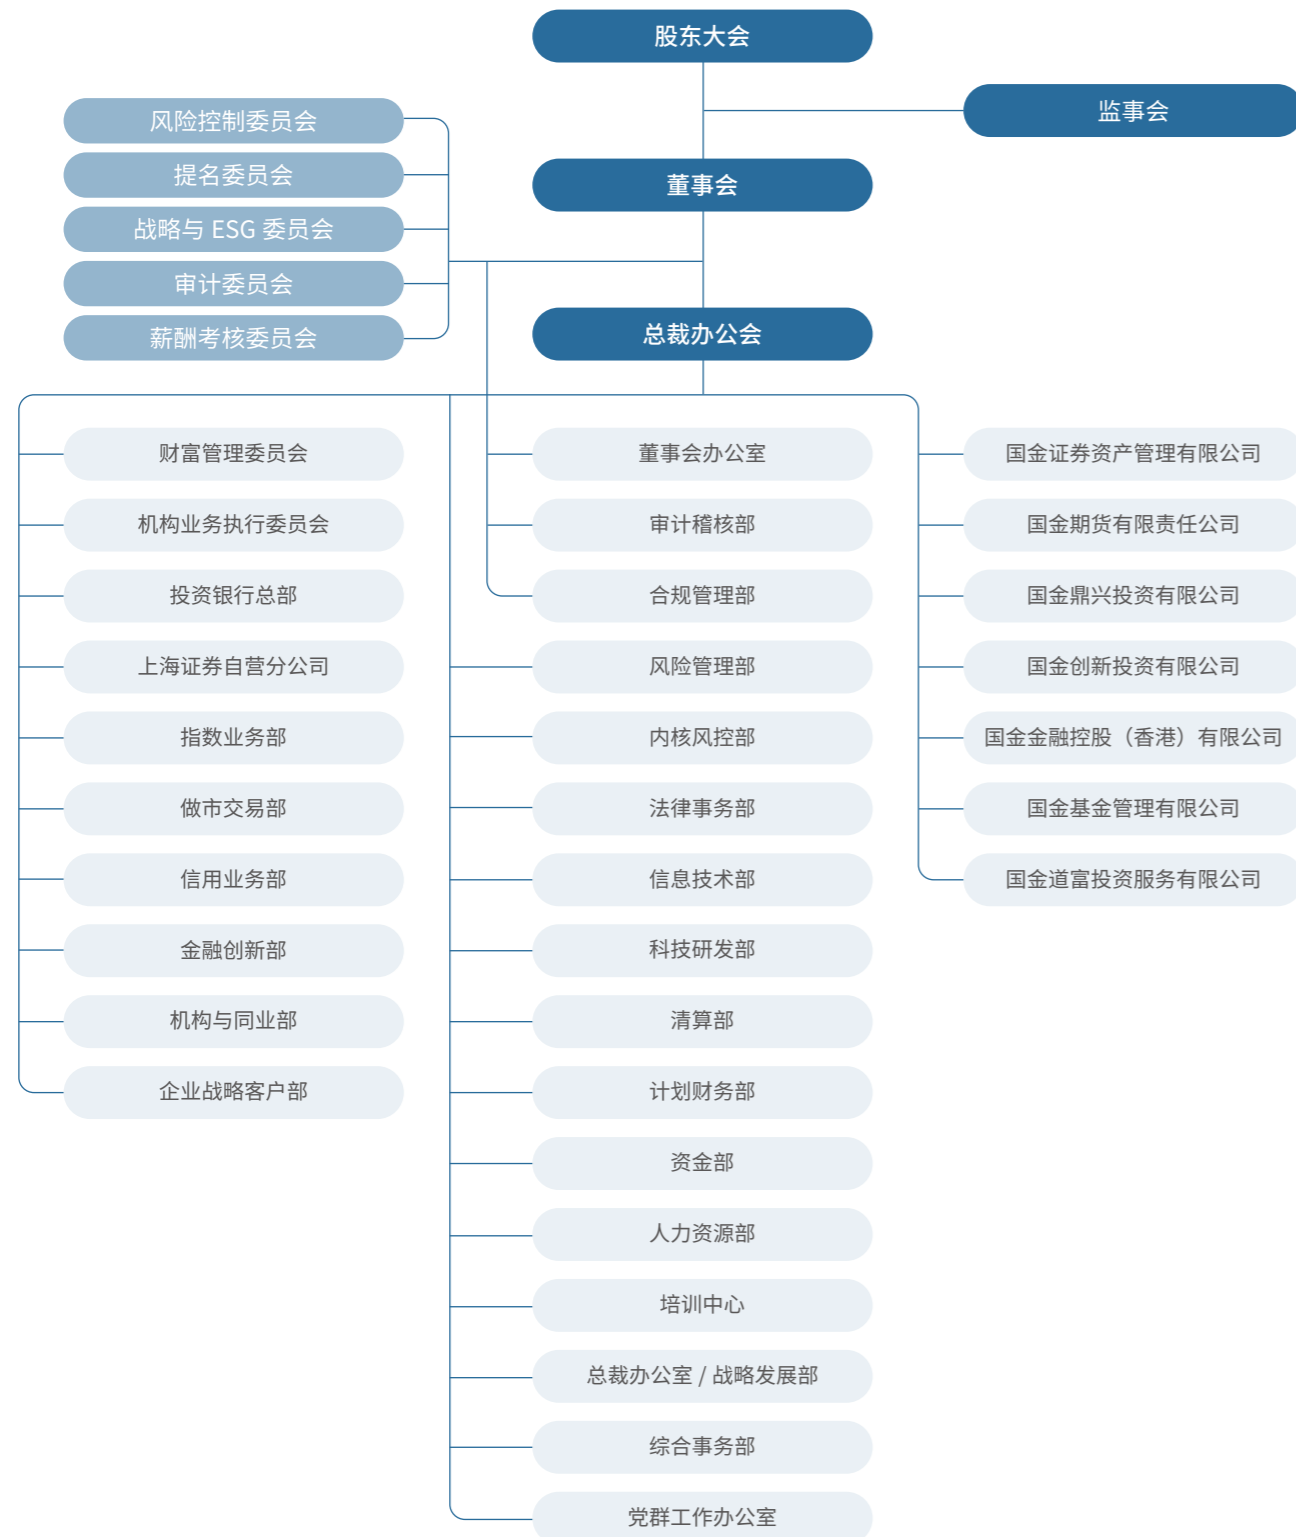 股东大会
监事会
风险控制委员会
提名委员会
战略与 ESG 委员会
审计委员会
薪酬考核委员会
董事会
总裁办公会
财富管理委员会
机构业务执行委员会
投资银行总部
上海证券自营分公司
指数业务部
做市交易部
信用业务部
金融创新部
机构与同业部
企业战略客户部
董事会办公室
审计稽核部
合规管理部
风险管理部
内核风控部
法律事务部
信息技术部
科技研发部
清算部
计划财务部
资金部
人力资源部
培训中心
总裁办公室 / 战略发展部
综合事务部
党群工作办公室
国金证券资产管理有限公司
国金期货有限责任公司
国金鼎兴投资有限公司
国金创新投资有限公司
国金金融控股（香港）有限公司
国金基金管理有限公司
国金道富投资服务有限公司